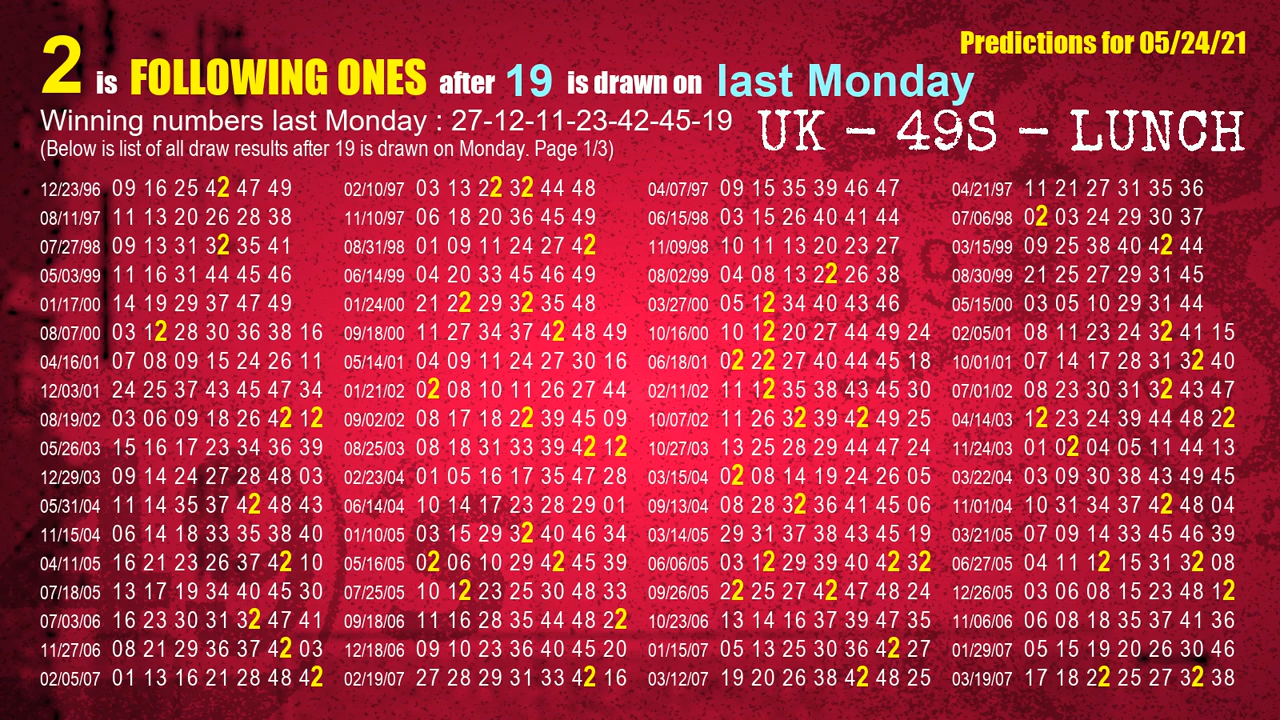 Predictions for 05/24/21
2 is FOLLOWING ONES after 19 is drawn on last Monday
Winning numbers last Monday : 27-12-11-23-42-45-19
UK - 49S - LUNCH
(Below is list of all draw results after 19 is drawn on Monday. Page 1/3)
12/23/96 09 16 25 42 47 49 02/10/97 03 13 22 32 44 48 04/07/97 09 15 35 39 46 47 04/21/97 11 21 27 31 35 36
08/11/97 11 13 20 26 28 38 11/10/97 06 18 20 36 45 49 06/15/98 03 15 26 40 41 44 07/06/98 02 03 24 29 30 37
07/27/98 09 13 31 32 35 41 08/31/98 01 09 11 24 27 42 11/09/98 10 11 13 20 23 27 03/15/99 09 25 38 40 42 44
05/03/99 11 16 31 44 45 46 06/14/99 04 20 33 45 46 49 08/02/99 04 08 13 22 26 38 08/30/99 21 25 27 29 31 45
01/17/00 14 19 29 37 47 49 01/24/00 21 22 29 32 35 48 03/27/00 05 12 34 40 43 46 05/15/00 03 05 10 29 31 44
08/07/00 03 12 28 30 36 38 16 09/18/00 11 27 34 37 42 48 49 10/16/00 10 12 20 27 44 49 24 02/05/01 08 11 23 24 32 41 15
04/16/01 07 08 09 15 24 26 11 05/14/01 04 09 11 24 27 30 16 06/18/01 02 22 27 40 44 45 18 10/01/01 07 14 17 28 31 32 40
12/03/01 24 25 37 43 45 47 34 01/21/02 02 08 10 11 26 27 44 02/11/02 11 12 35 38 43 45 30 07/01/02 08 23 30 31 32 43 47
08/19/02 03 06 09 18 26 42 12 09/02/02 08 17 18 22 39 45 09 10/07/02 11 26 32 39 42 49 25 04/14/03 12 23 24 39 44 48 22
05/26/03 15 16 17 23 34 36 39 08/25/03 08 18 31 33 39 42 12 10/27/03 13 25 28 29 44 47 24 11/24/03 01 02 04 05 11 44 13
12/29/03 09 14 24 27 28 48 03 02/23/04 01 05 16 17 35 47 28 03/15/04 02 08 14 19 24 26 05 03/22/04 03 09 30 38 43 49 45
05/31/04 11 14 35 37 42 48 43 06/14/04 10 14 17 23 28 29 01 09/13/04 08 28 32 36 41 45 06 11/01/04 10 31 34 37 42 48 04
11/15/04 06 14 18 33 35 38 40 01/10/05 03 15 29 32 40 46 34 03/14/05 29 31 37 38 43 45 19 03/21/05 07 09 14 33 45 46 39
04/11/05 16 21 23 26 37 42 10 05/16/05 02 06 10 29 42 45 39 06/06/05 03 12 29 39 40 42 32 06/27/05 04 11 12 15 31 32 08
07/18/05 13 17 19 34 40 45 30 07/25/05 10 12 23 25 30 48 33 09/26/05 22 25 27 42 47 48 24 12/26/05 03 06 08 15 23 48 12
07/03/06 16 23 30 31 32 47 41 09/18/06 11 16 28 35 44 48 22 10/23/06 13 14 16 37 39 47 35 11/06/06 06 08 18 35 37 41 36
11/27/06 08 21 29 36 37 42 03 12/18/06 09 10 23 36 40 45 20 01/15/07 05 13 25 30 36 42 27 01/29/07 05 15 19 20 26 30 46
02/05/07 01 13 16 21 28 48 42 02/19/07 27 28 29 31 33 42 16 03/12/07 19 20 26 38 42 48 25 03/19/07 17 18 22 25 27 32 38